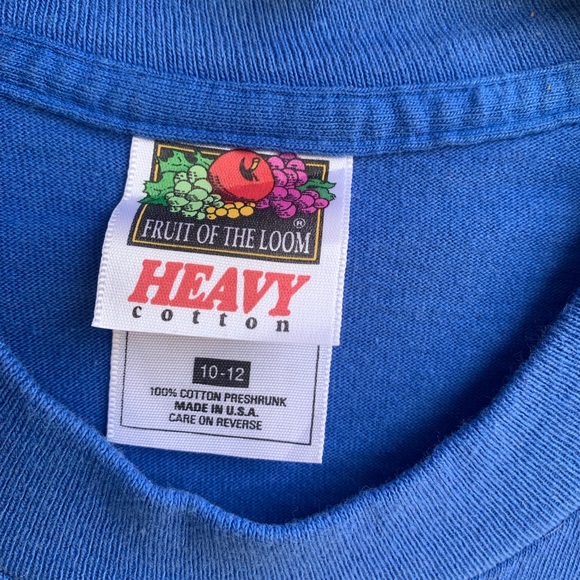 FRUIT OF THE LOOM ®
HEAVY
cotton
10-12
100% COTTON PRESHRUNK
MADE IN U.S.A.
CARE ON REVERSE